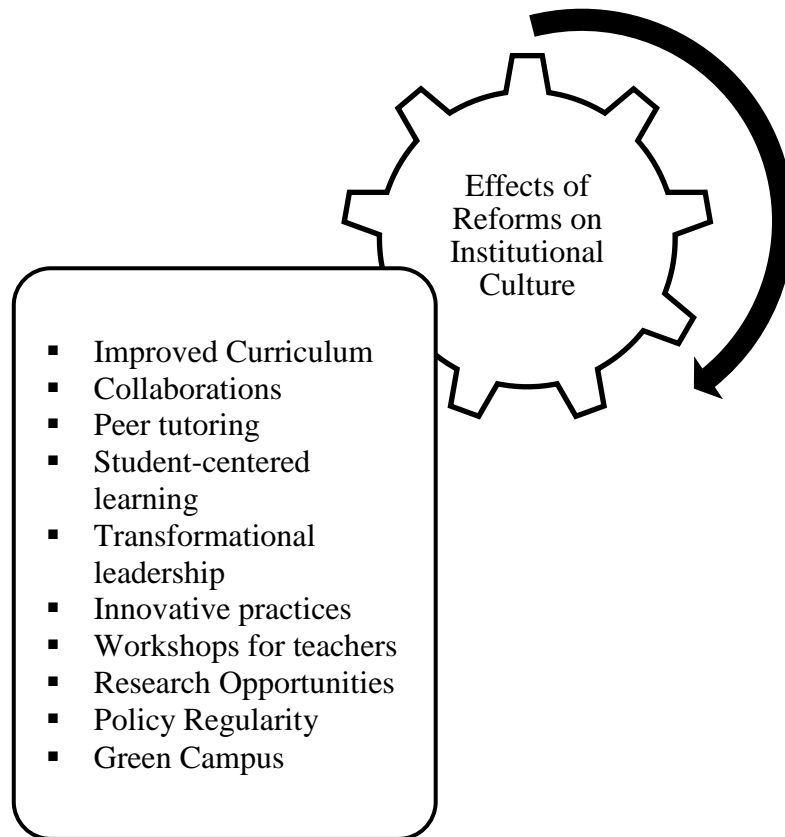 Effects of
Reforms on
Institutional
Culture
▪ Improved Curriculum
▪ Collaborations
▪ Peer tutoring
▪ Student-centered
learning
▪ Transformational
leadership
▪ Innovative practices
▪ Workshops for teachers
▪ Research Opportunities
▪ Policy Regularity
▪ Green Campus